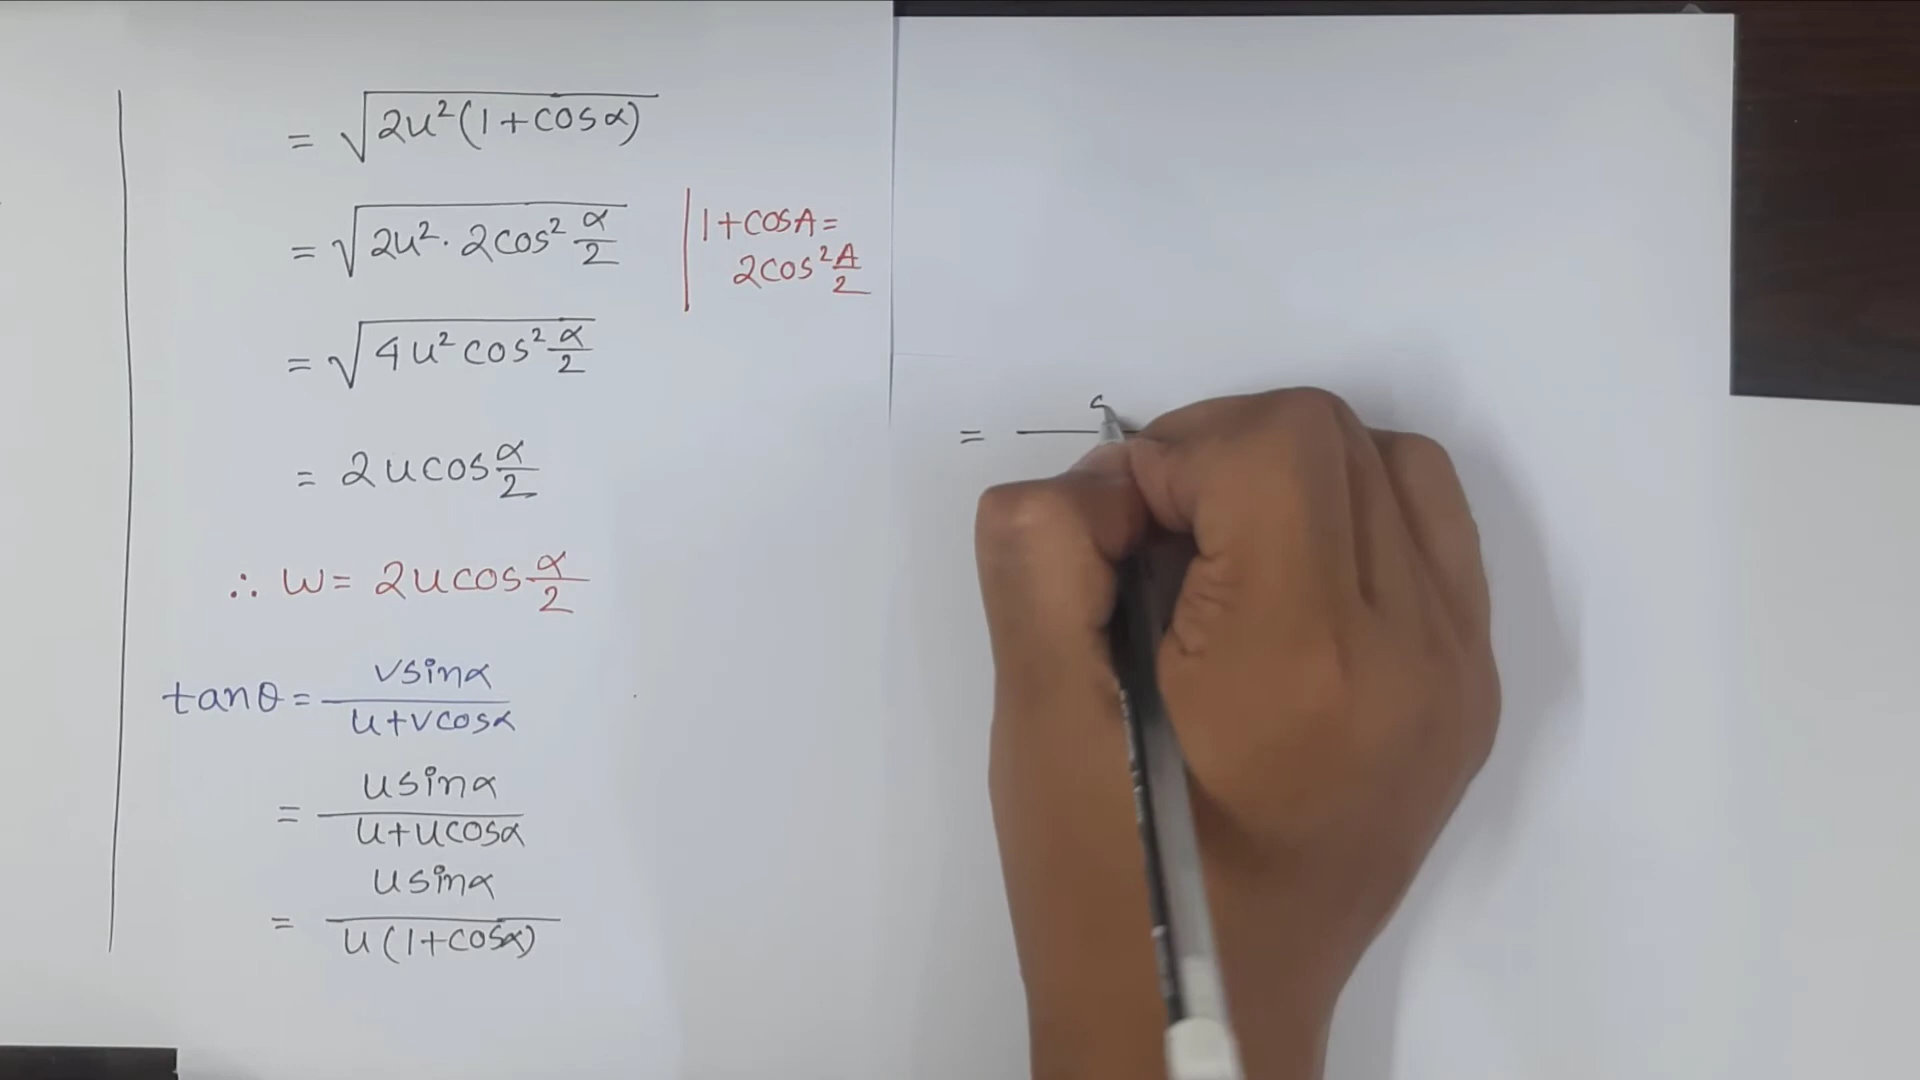 = √2u²(1+cosα)
= √2u²·2cos² α/2
1+cosA=
2cos² A/2
= √4u²cos² α/2
= 2ucos α/2
∴ w= 2ucos α/2
tanθ= vsinα / u+vcosα
= usinα / u+ucosα
= usinα / u(1+cosα)
= s